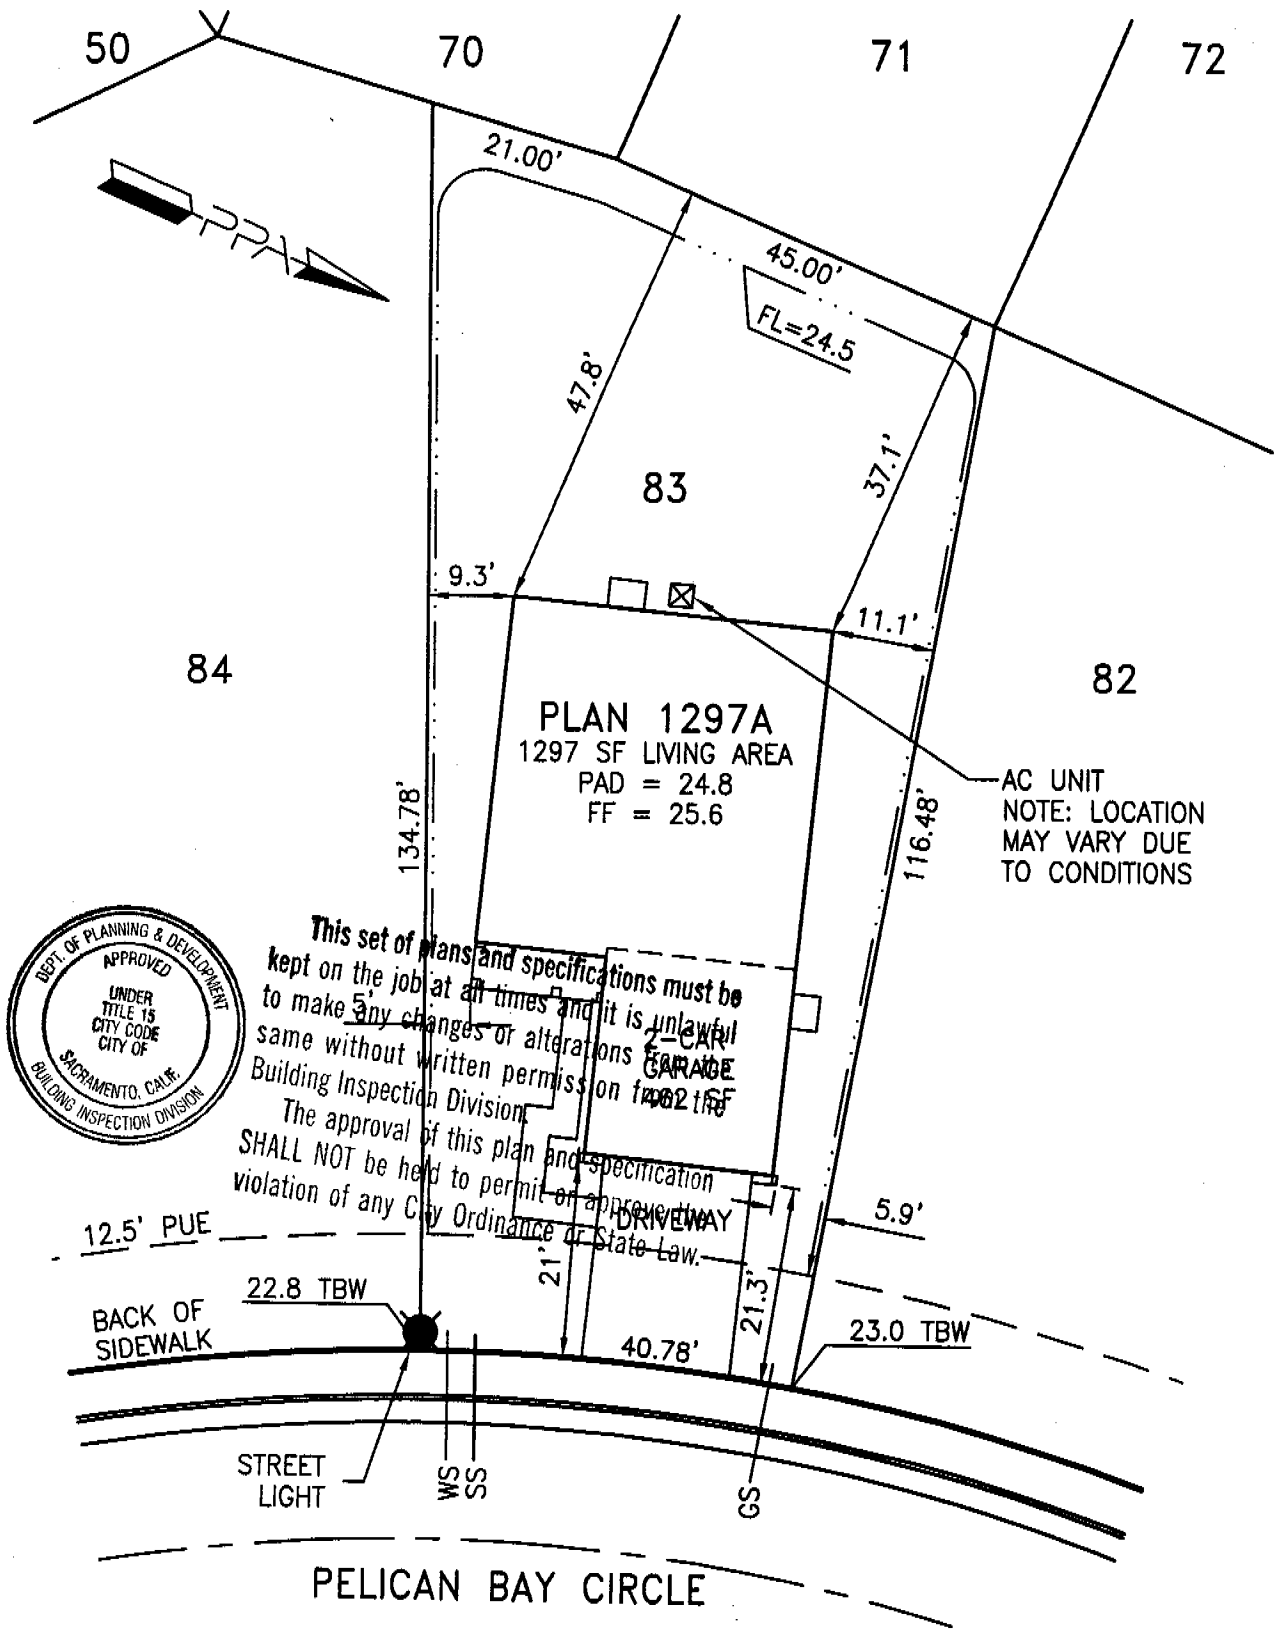 50
70
71
72
21.00'
45.00'
FL=24.5
47.8'
37.1'
83
9.3'
11.1'
84
82
PLAN 1297A
1297 SF LIVING AREA
PAD = 24.8
FF = 25.6
134.78'
116.48'
AC UNIT
NOTE: LOCATION
MAY VARY DUE
TO CONDITIONS
DEPT. OF PLANNING & DEVELOPMENT
APPROVED
UNDER
TITLE 15
CITY CODE
CITY OF
SACRAMENTO, CALIF.
BUILDING INSPECTION DIVISION
This set of plans and specifications must be
kept on the job at all times and it is unlawful
to make any changes or alterations from the
same without written permission from the
Building Inspection Division.
The approval of this plan and specification
SHALL NOT be held to permit or approve the
violation of any City Ordinance or State Law.
5'
2-CAR
GARAGE
462 SF
DRIVEWAY
12.5' PUE
5.9'
21'
21.3'
22.8 TBW
BACK OF
SIDEWALK
40.78'
23.0 TBW
STREET
LIGHT
WS
SS
GS
PELICAN BAY CIRCLE